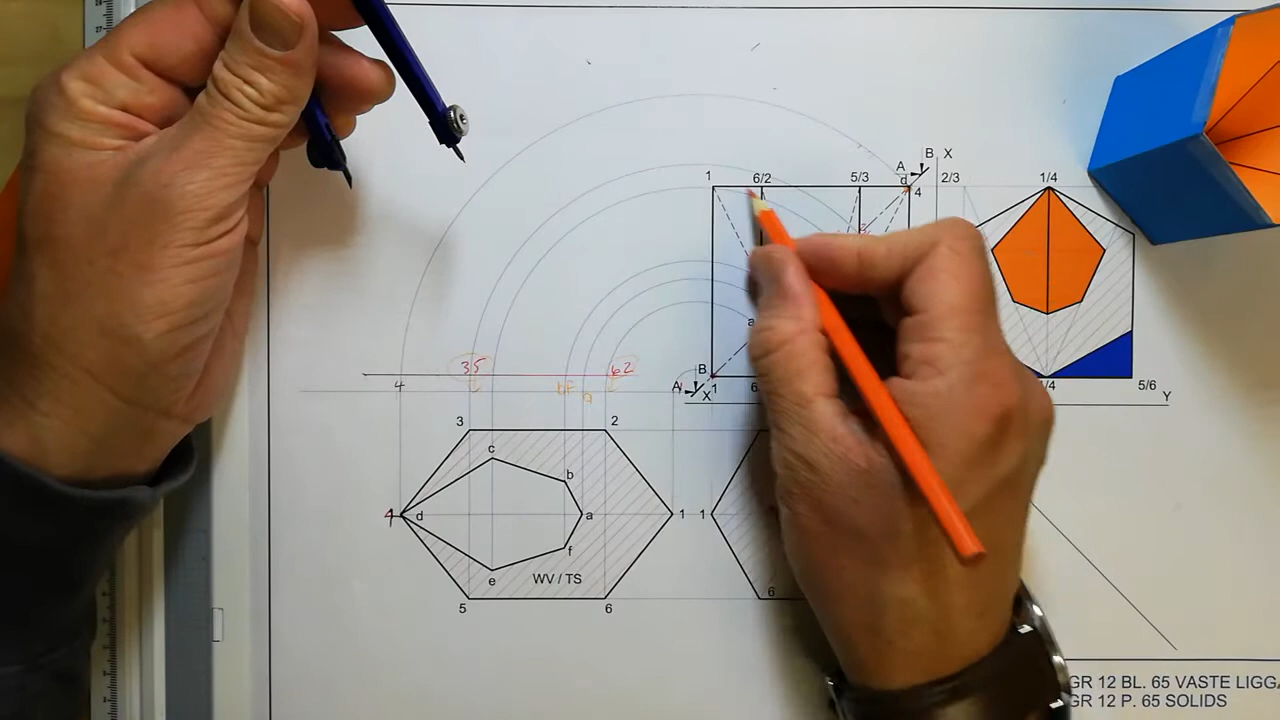 B X
A
1 6/2 5/3 d 2/3 1/4
4
a
35 62
B
4 bf a A X 1 6 1/4 5/6 Y
3 2
c
b
4 d a 1 1
f
e WV / TS
6
5 6
GR 12 BL. 65 VASTE LIGG
GR 12 P. 65 SOLIDS